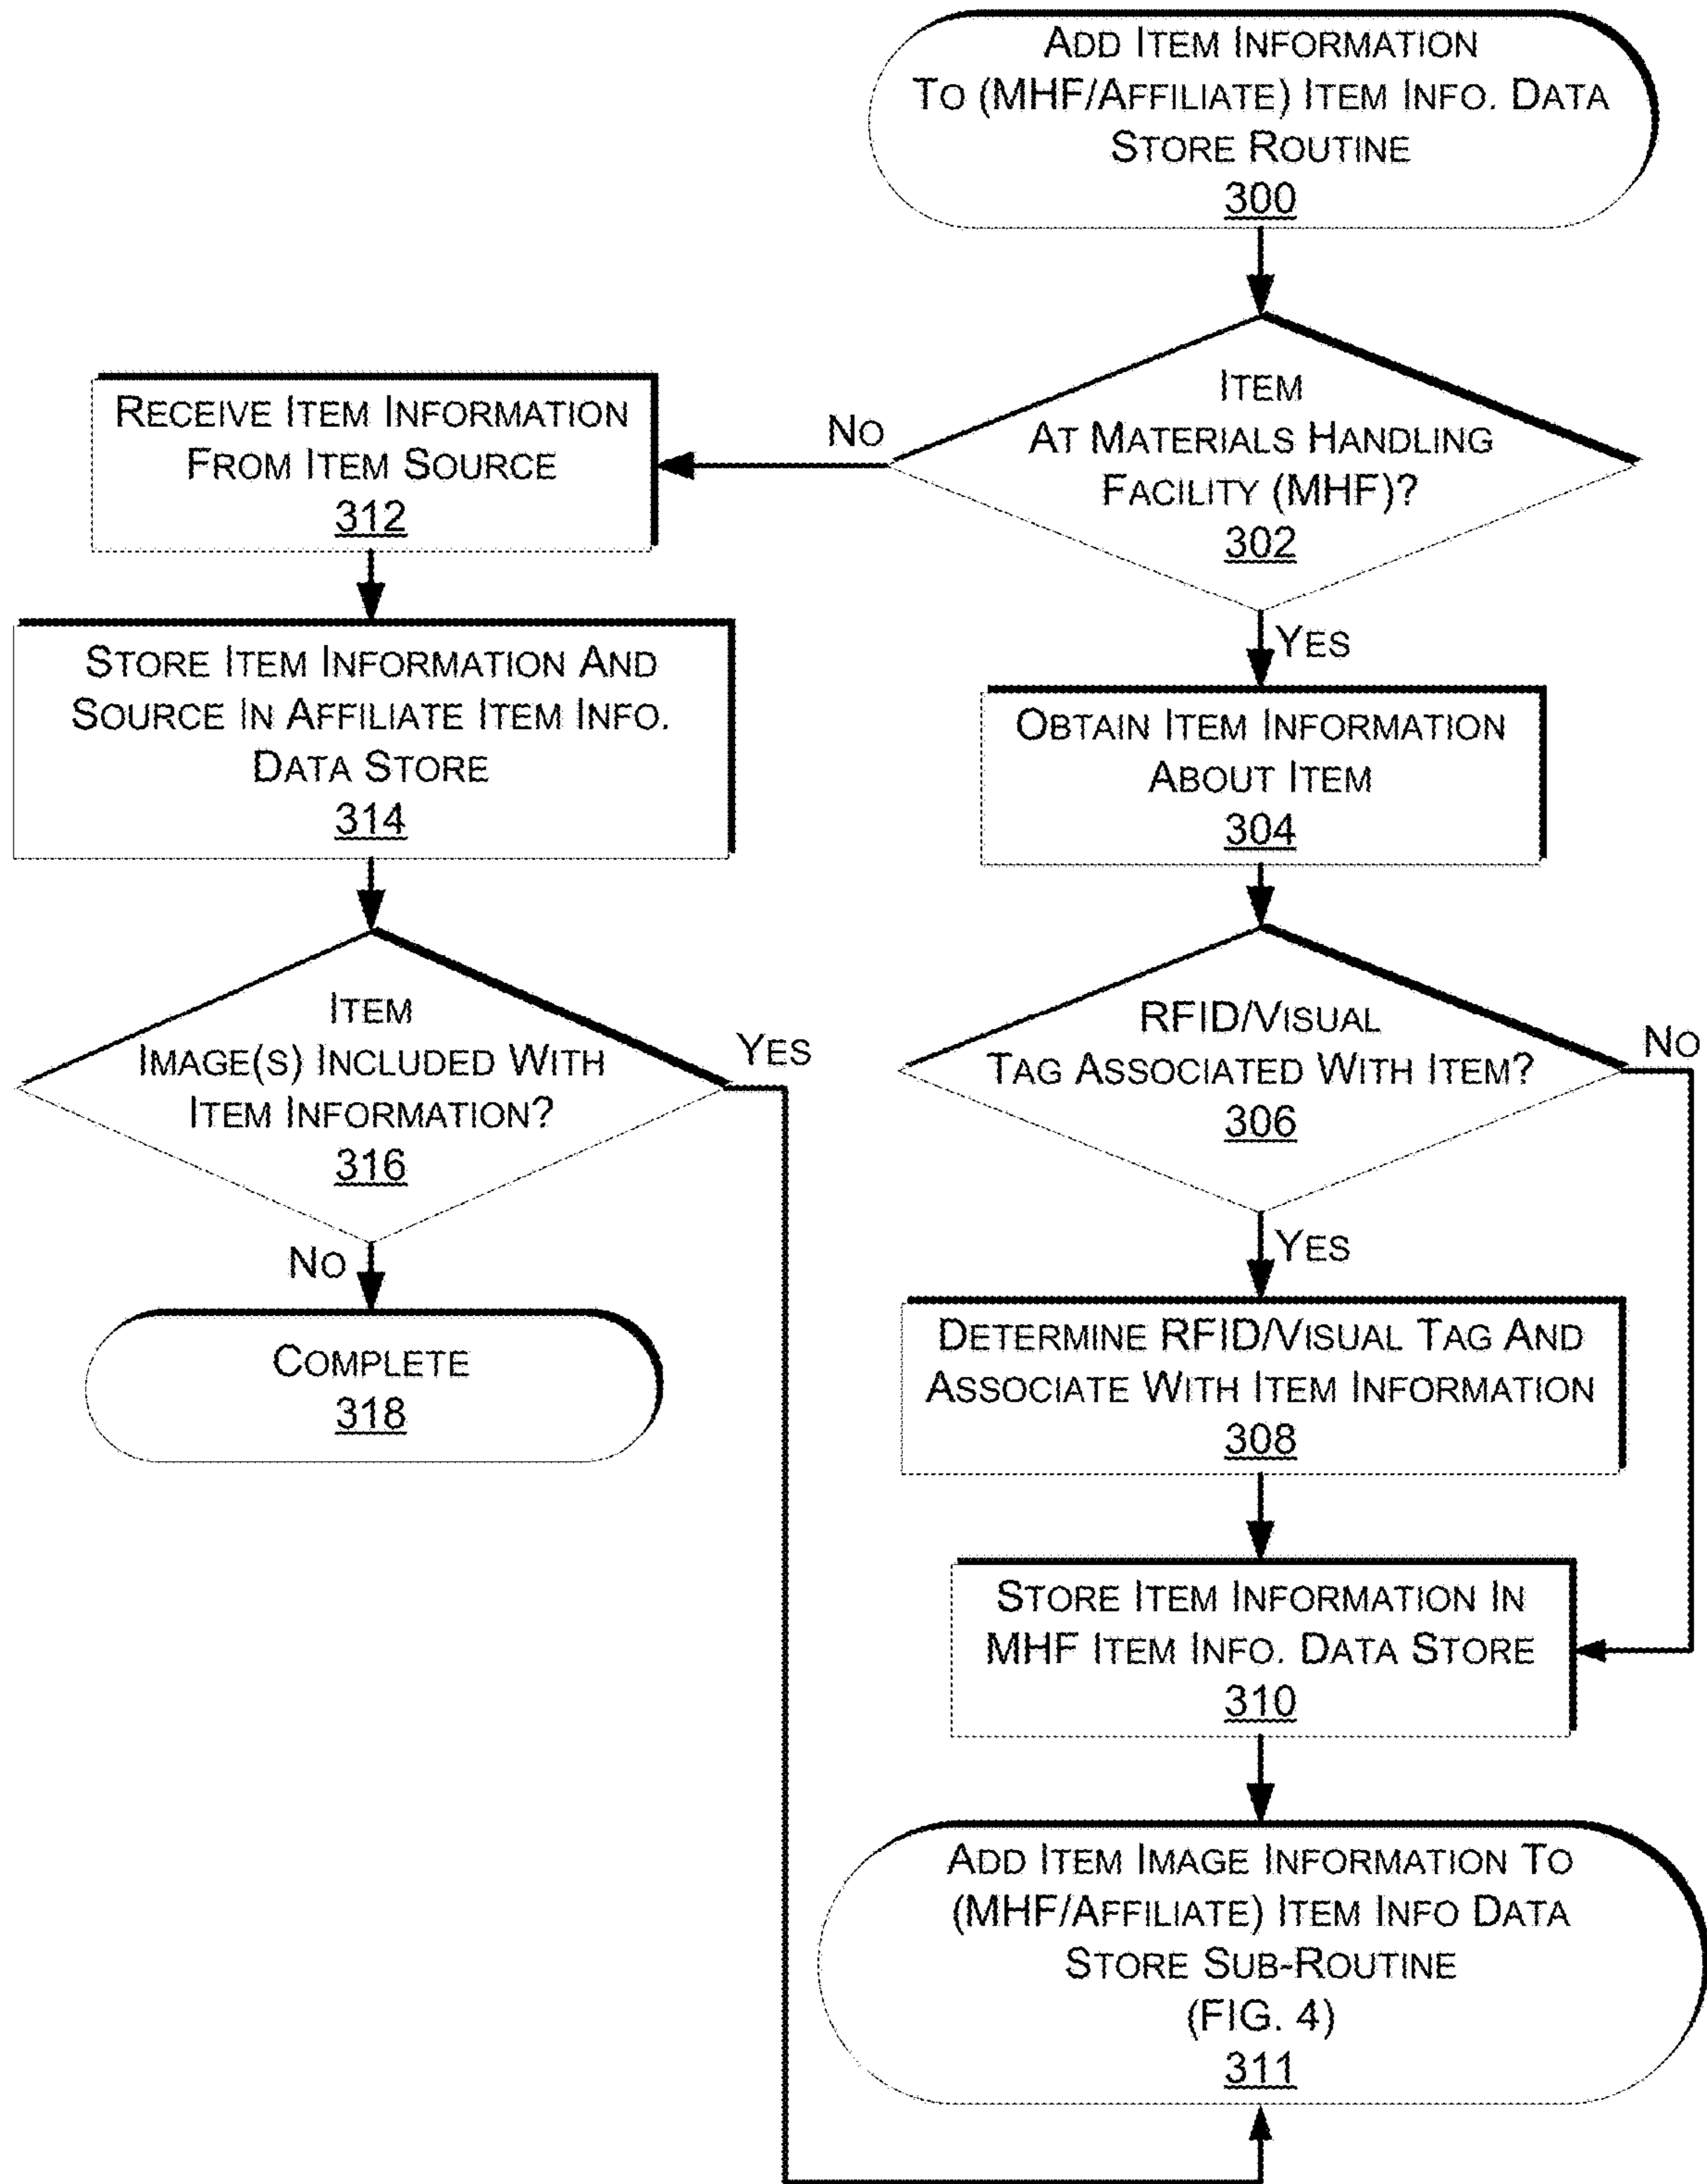 ADD ITEM INFORMATION
TO (MHF/AFFILIATE) ITEM INFO. DATA
STORE ROUTINE
300
ITEM
AT MATERIALS HANDLING
FACILITY (MHF)?
302
NO
YES
RECEIVE ITEM INFORMATION
FROM ITEM SOURCE
312
STORE ITEM INFORMATION AND
SOURCE IN AFFILIATE ITEM INFO.
DATA STORE
314
ITEM
IMAGE(S) INCLUDED WITH
ITEM INFORMATION?
316
YES
NO
COMPLETE
318
OBTAIN ITEM INFORMATION
ABOUT ITEM
304
RFID/VISUAL
TAG ASSOCIATED WITH ITEM?
306
NO
YES
DETERMINE RFID/VISUAL TAG AND
ASSOCIATE WITH ITEM INFORMATION
308
STORE ITEM INFORMATION IN
MHF ITEM INFO. DATA STORE
310
ADD ITEM IMAGE INFORMATION TO
(MHF/AFFILIATE) ITEM INFO DATA
STORE SUB-ROUTINE
(FIG. 4)
311